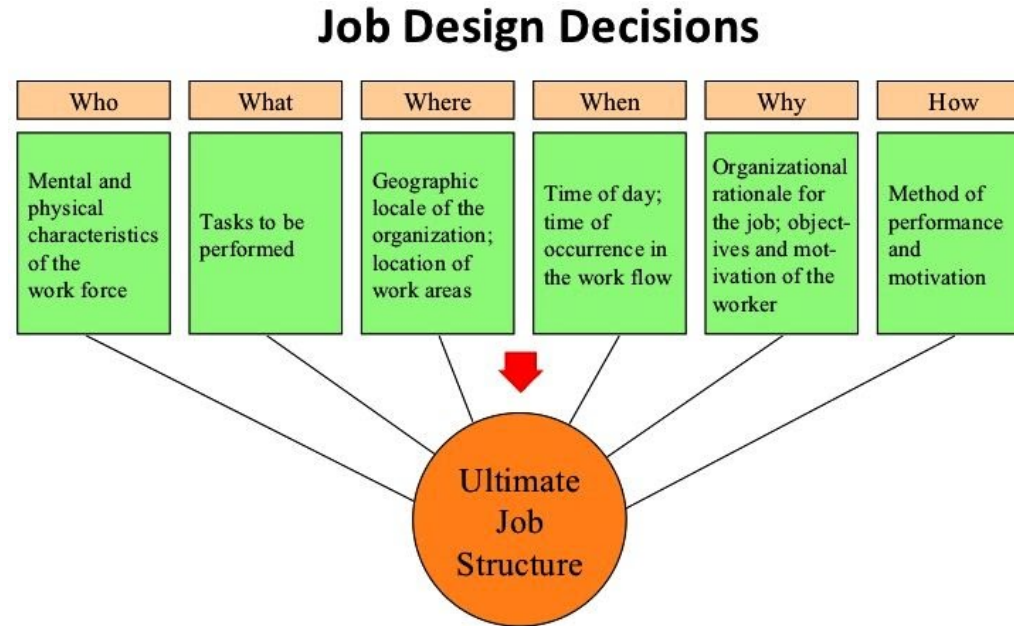 Job Design Decisions
Who
What
Where
When
Why
How
Mental and
physical
characteristics
of the
work force
Tasks to be
performed
Geographic
locale of the
organization;
location of
work areas
Time of day;
time of
occurrence
in the work flow
Organizational
rationale for
the job; object-
ives and mot-
ivation of the
worker
Method of
performance
and
motivation
Ultimate
Job
Structure